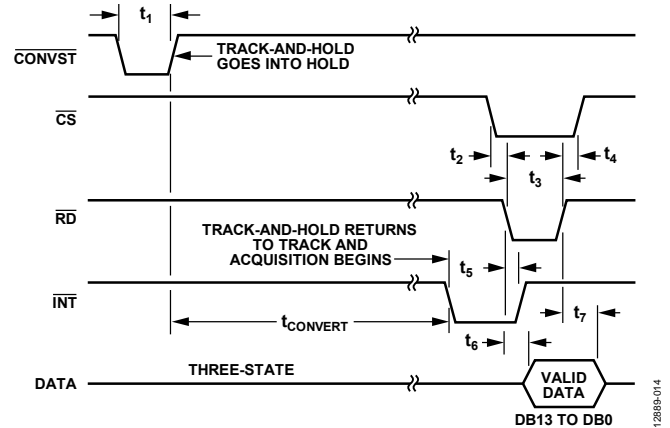 t1
CONVST
TRACK-AND-HOLD
GOES INTO HOLD
CS
t2
t3
t4
RD
TRACK-AND-HOLD RETURNS
TO TRACK AND
ACQUISITION BEGINS
t5
INT
tCONVERT
t6
t7
DATA
THREE-STATE
VALID
DATA
DB13 TO DB0
12889-014